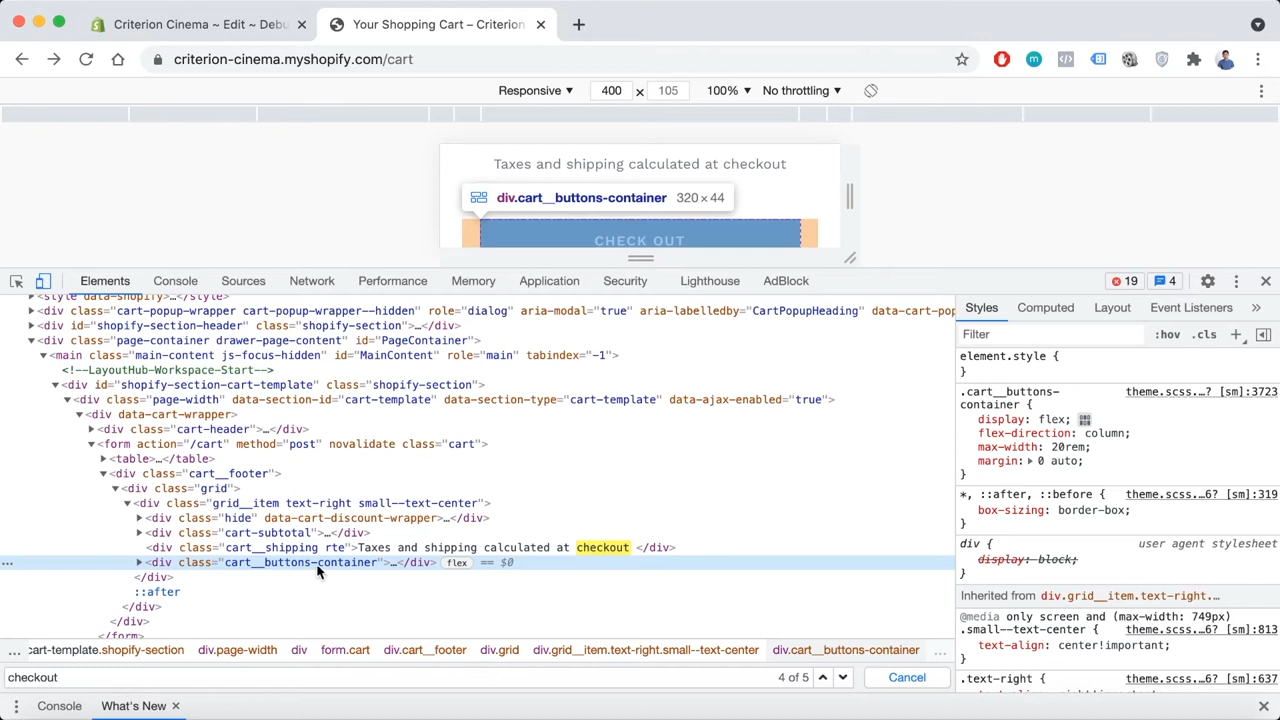 Criterion Cinema ~ Edit ~ Debu
Your Shopping Cart – Criterion
criterion-cinema.myshopify.com/cart
Responsive 400 × 105 100% No throttling
Taxes and shipping calculated at checkout
div.cart__buttons-container 320 × 44
CHECK OUT
Elements Console Sources Network Performance Memory Application Security Lighthouse AdBlock 19 4
<style data-shopify>…</style>
<div class="cart-popup-wrapper cart-popup-wrapper--hidden" role="dialog" aria-modal="true" aria-labelledby="CartPopupHeading" data-cart-pop
<div id="shopify-section-header" class="shopify-section">…</div>
<div class="page-container drawer-page-content" id="PageContainer">
<main class="main-content js-focus-hidden" id="MainContent" role="main" tabindex="-1">
<!--LayoutHub-Workspace-Start-->
<div id="shopify-section-cart-template" class="shopify-section">
<div class="page-width" data-section-id="cart-template" data-section-type="cart-template" data-ajax-enabled="true">
<div data-cart-wrapper>
<div class="cart-header">…</div>
<form action="/cart" method="post" novalidate class="cart">
<table>…</table>
<div class="cart__footer">
<div class="grid">
<div class="grid__item text-right small--text-center">
<div class="hide" data-cart-discount-wrapper>…</div>
<div class="cart-subtotal">…</div>
<div class="cart__shipping rte">Taxes and shipping calculated at checkout </div>
… <div class="cart__buttons-container">…</div> flex == $0
</div>
::after
</div>
</div>
</form>
Styles Computed Layout Event Listeners »
Filter :hov .cls +
element.style {
}
.cart__buttons- theme.scss.…? [sm]:3723
container {
display: flex;
flex-direction: column;
max-width: 20rem;
margin: 0 auto;
}
*, ::after, ::before { theme.scss.…6? [sm]:319
box-sizing: border-box;
}
div { user agent stylesheet
display: block;
}
Inherited from div.grid__item.text-right.…
@media only screen and (max-width: 749px)
.small--text-center { theme.scss.…6? [sm]:813
text-align: center!important;
}
.text-right { theme.scss.…6? [sm]:637
… cart-template.shopify-section div.page-width div form.cart div.cart__footer div.grid div.grid__item.text-right.small--text-center div.cart__buttons-container …
checkout 4 of 5 Cancel
Console What's New ×